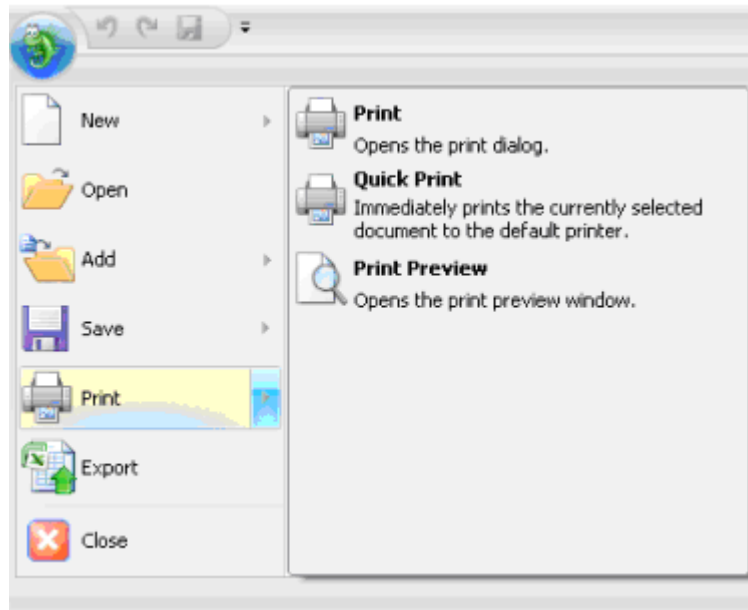 New
Open
Add
Save
Print
Export
Close
Print
Opens the print dialog.
Quick Print
Immediately prints the currently selected
document to the default printer.
Print Preview
Opens the print preview window.